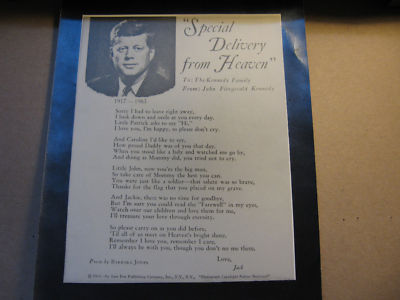 "Special
Delivery
from Heaven"
To: The Kennedy Family
From: John Fitzgerald Kennedy
1917 — 1963
Sorry I had to leave right away,
I look down and smile at you every day.
Little Patrick asks to say "Hi,"
I love you, I'm happy, so please don't cry.
And Caroline I'd like to say,
How proud Daddy was of you that day,
When you stood like a lady and watched me go by,
And doing as Mommy did, you tried not to cry.
Little John, now you're the big man,
So take care of Mommy the best you can.
You were just like a soldier—that salute was so brave,
Thanks for the flag that you placed on my grave.
And Jackie, there was no time for goodbye,
But I'm sure you could read the "Farewell" in my eyes,
Watch over our children and love them for me,
I'll treasure your love through eternity.
So please carry on as you did before,
'Til all of us meet on Heaven's bright shore,
Remember I love you, remember I care,
I'll always be with you, though you don't see me there.
Love,
Jack